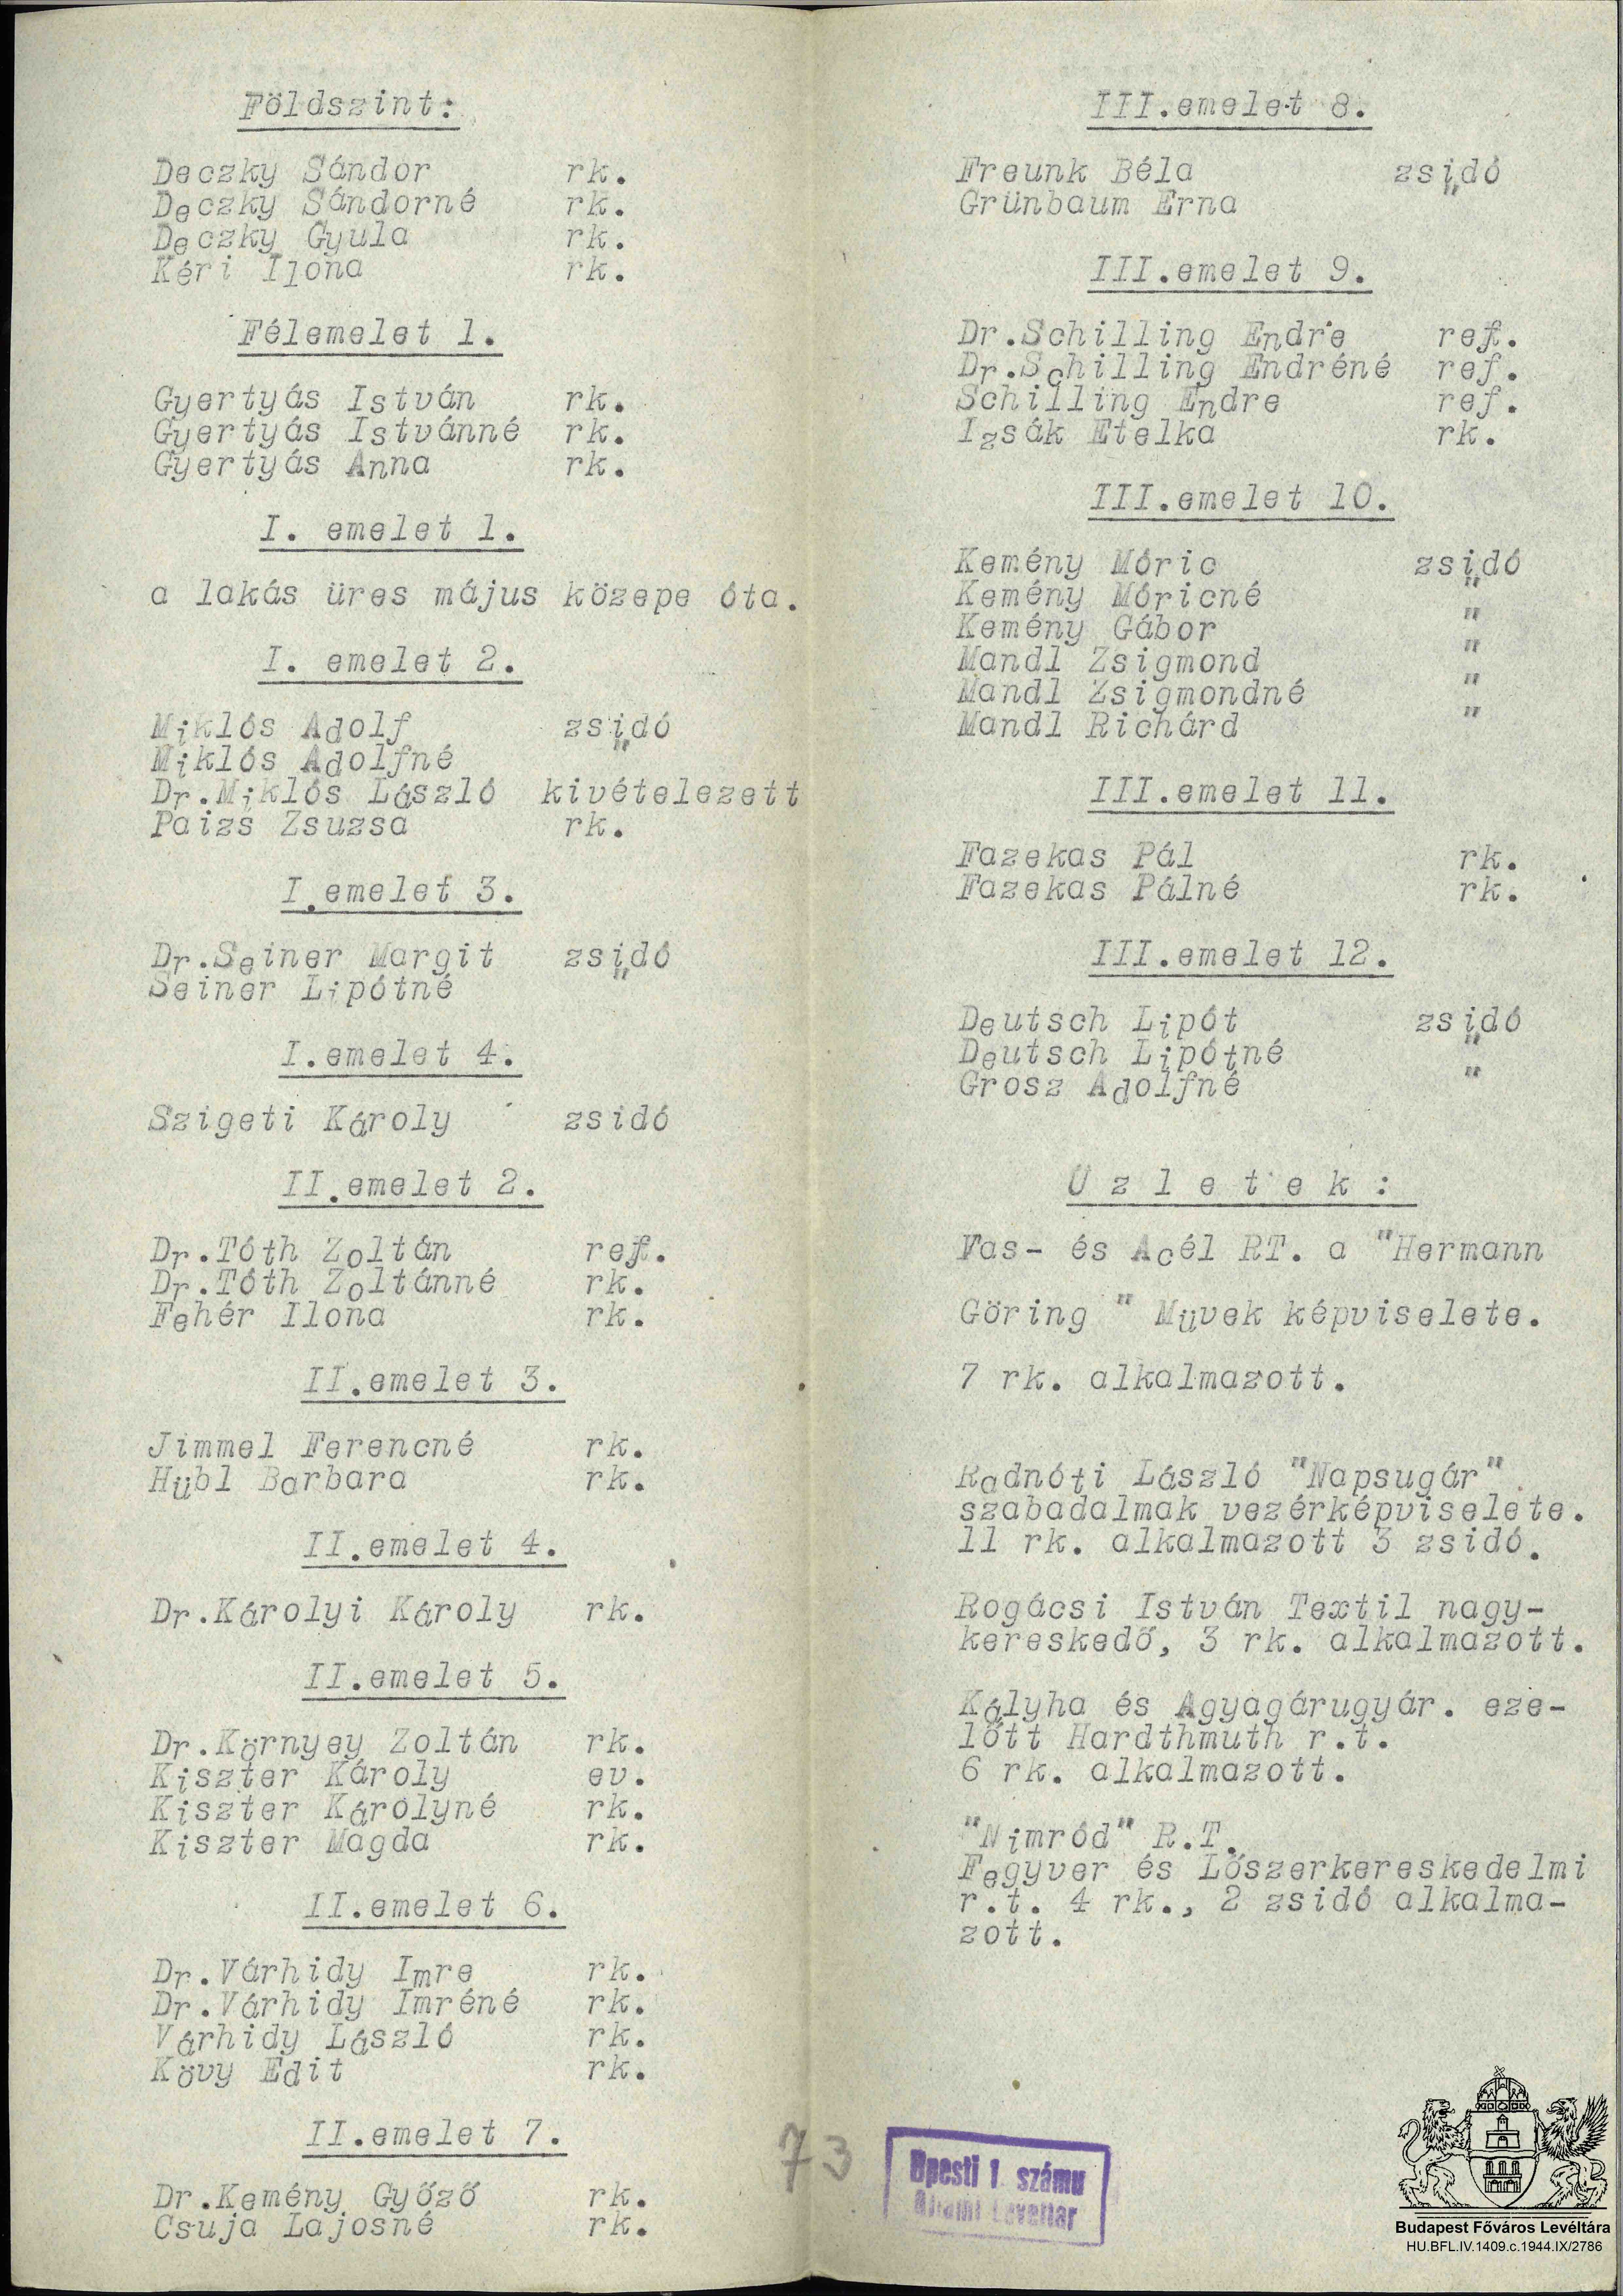 Földszint:
Deczky Sándor rk.
Deczky Sándorné rk.
Deczky Gyula rk.
Kéri Ilona rk.
Félemelet 1.
Gyertyás István rk.
Gyertyás Istvánné rk.
Gyertyás Anna rk.
I. emelet 1.
a lakás üres május közepe óta.
I. emelet 2.
Miklós Adolf zsidó
Miklós Adolfné "
Dr.Miklós László kivételezett
Paizs Zsuzsa rk.
I.emelet 3.
Dr.Seiner Margit zsidó
Seiner Lipótné "
I.emelet 4.
Szigeti Károly zsidó
II.emelet 2.
Dr.Tóth Zoltán ref.
Dr.Tóth Zoltánné rk.
Fehér Ilona rk.
II.emelet 3.
Jimmel Ferencné rk.
Hübl Barbara rk.
II.emelet 4.
Dr.Károlyi Károly rk.
II.emelet 5.
Dr.Környey Zoltán rk.
Kiszter Károly ev.
Kiszter Károlyné rk.
Kiszter Magda rk.
II.emelet 6.
Dr.Várhidy Imre rk.
Dr.Várhidy Imréné rk.
Várhidy László rk.
Kövy Edit rk.
II.emelet 7.
Dr.Kemény Győző rk.
Csuja Lajosné rk.
III.emelet 8.
Freunk Béla zsidó
Grünbaum Erna "
III.emelet 9.
Dr.Schilling Endre ref.
Dr.Schilling Endréné ref.
Schilling Endre ref.
Izsák Etelka rk.
III.emelet 10.
Kemény Móric zsidó
Kemény Móricné "
Kemény Gábor "
Mandl Zsigmond "
Mandl Zsigmondné "
Mandl Richárd "
III.emelet 11.
Fazekas Pál rk.
Fazekas Pálné rk.
III.emelet 12.
Deutsch Lipót zsidó
Deutsch Lipótné "
Grosz Adolfné "
U z l e t e k :
Vas- és Acél RT. a "Hermann
Göring " Müvek képviselete.
7 rk. alkalmazott.
Radnóti László "Napsugár"
szabadalmak vezérképviselete.
11 rk. alkalmazott 3 zsidó.
Rogácsi István Textil nagy-
kereskedő, 3 rk. alkalmazott.
Kályha és Agyagárugyár. eze-
lőtt Hardthmuth r.t.
6 rk. alkalmazott.
"Nimród" R.T.
Fegyver és Lőszerkereskedelmi
r.t. 4 rk., 2 zsidó alkalma-
zott.
73
Bpesti 1. számu
Állami Levéltár
Budapest Főváros Levéltára
HU.BFL.IV.1409.c.1944.IX/2786